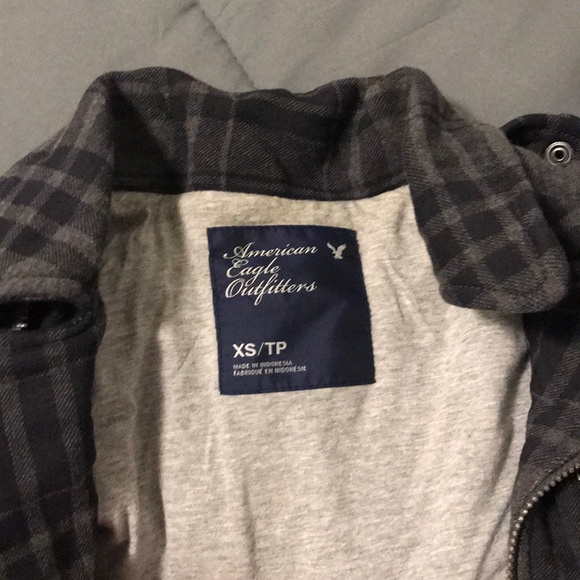 American
Eagle
Outfitters
XS/TP
MADE IN INDONESIA
FABRIQUÉ EN INDONÉSIE